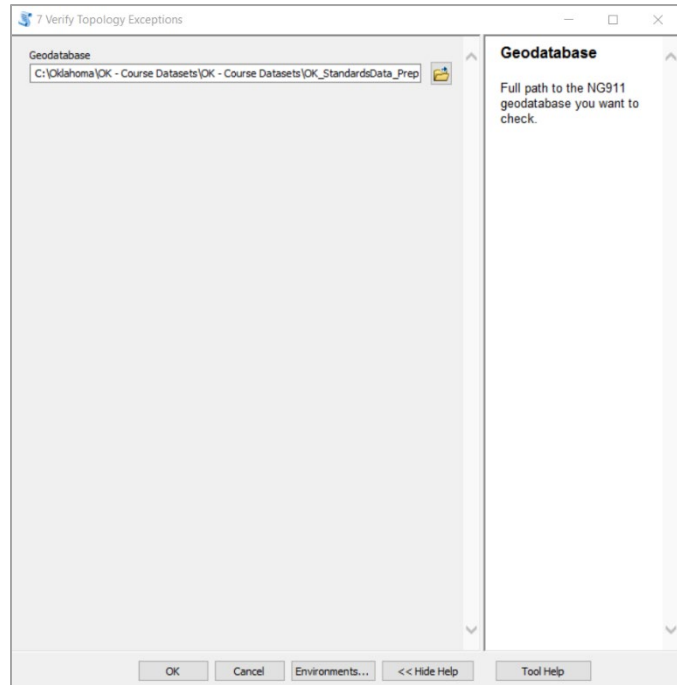 7 Verify Topology Exceptions
Geodatabase
C:\Oklahoma\OK - Course Datasets\OK - Course Datasets\OK_StandardsData_Prep
Geodatabase
Full path to the NG911
geodatabase you want to
check.
OK
Cancel
Environments...
<< Hide Help
Tool Help